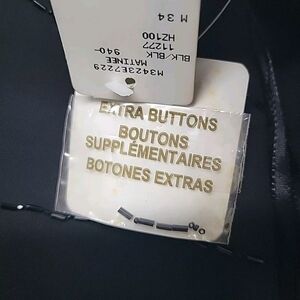 M3423E7229
MATINEE
940-
BLK/BLK
11277
HZ100
M 34
EXTRA BUTTONS
BOUTONS
SUPPLÉMENTAIRES
BOTONES EXTRAS